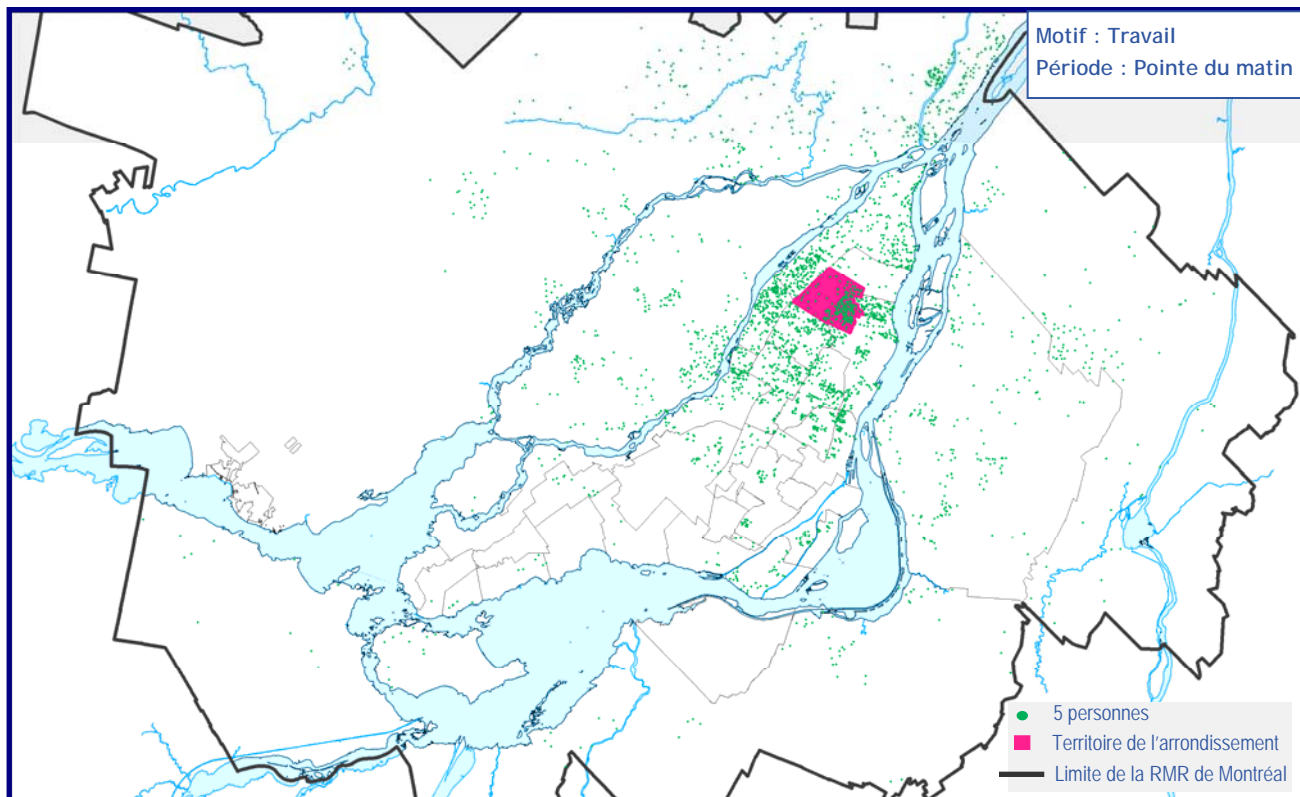 Motif : Travail
Période : Pointe du matin
5 personnes
Territoire de l'arrondissement
Limite de la RMR de Montréal